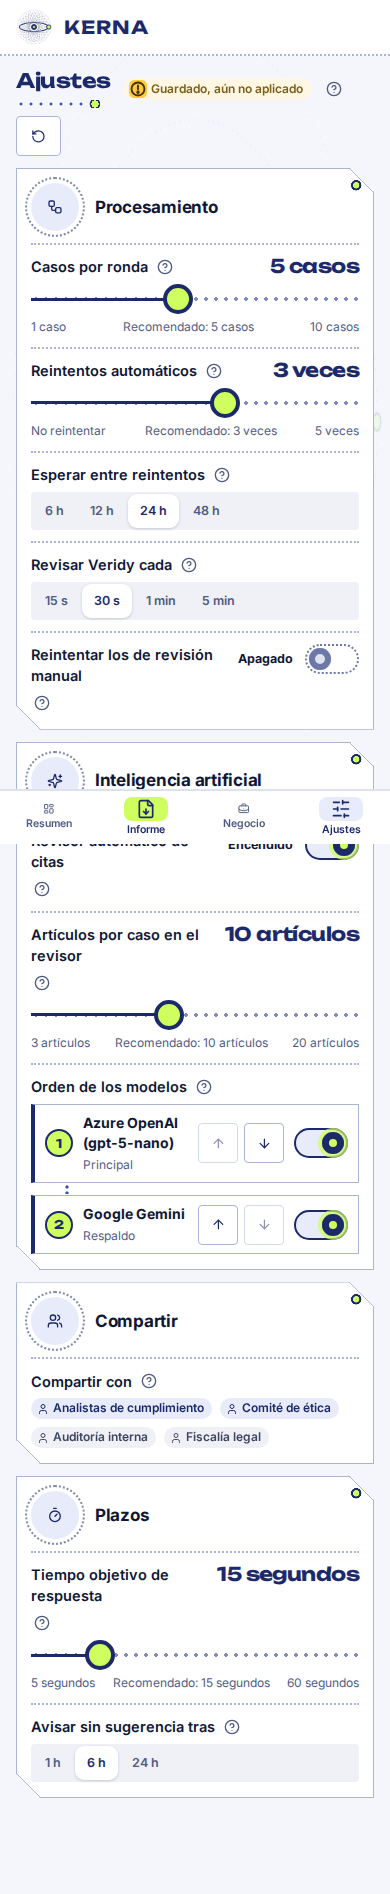 KERNA
Ajustes
Guardado, aún no aplicado
Procesamiento
Casos por ronda
5 casos
1 caso
Recomendado: 5 casos
10 casos
Reintentos automáticos
3 veces
No reintentar
Recomendado: 3 veces
5 veces
Esperar entre reintentos
6 h
12 h
24 h
48 h
Revisar Veridy cada
15 s
30 s
1 min
5 min
Reintentar los de revisión
manual
Apagado
Inteligencia artificial
Resumen
Informe
Negocio
Ajustes
Revisor automático de
citas
Encendido
Artículos por caso en el
revisor
10 artículos
3 artículos
Recomendado: 10 artículos
20 artículos
Orden de los modelos
1
Azure OpenAI
(gpt-5-nano)
Principal
2
Google Gemini
Respaldo
Compartir
Compartir con
Analistas de cumplimiento
Comité de ética
Auditoría interna
Fiscalía legal
Plazos
Tiempo objetivo de
respuesta
15 segundos
5 segundos
Recomendado: 15 segundos
60 segundos
Avisar sin sugerencia tras
1 h
6 h
24 h